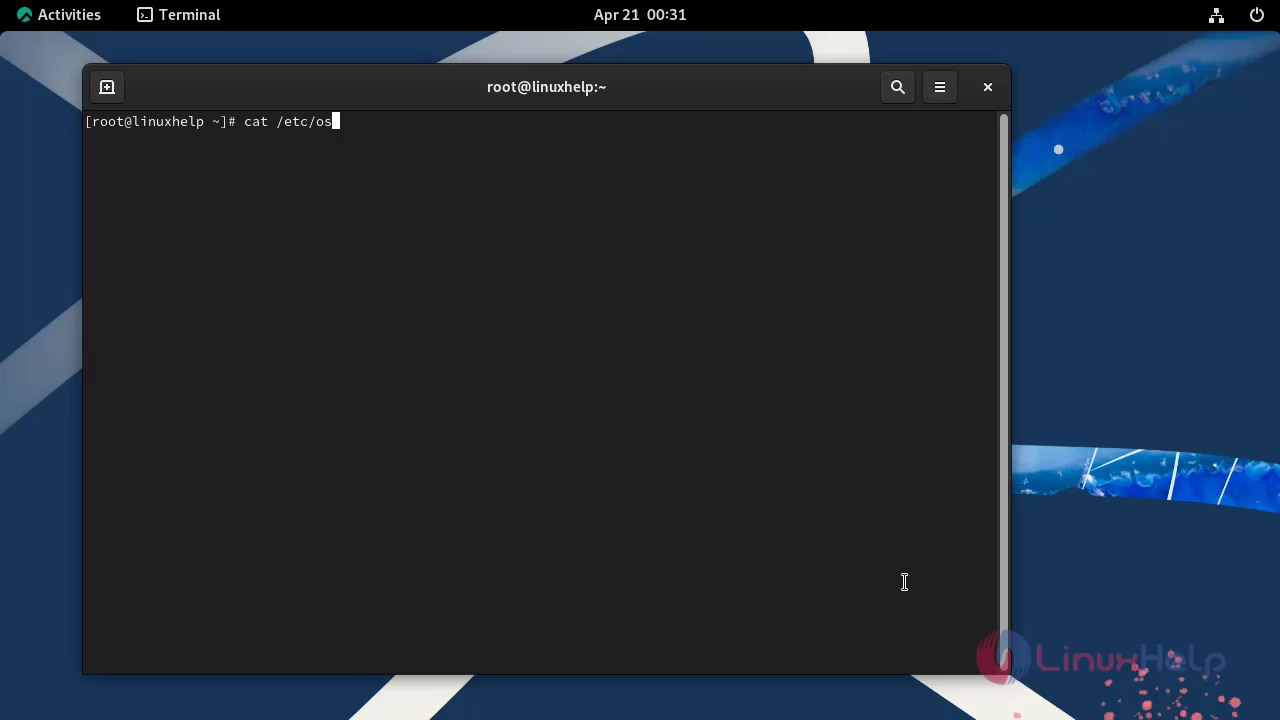 Activities Terminal Apr 21 00:31
root@linuxhelp:~
[root@linuxhelp ~]# cat /etc/os
LinuxHelp